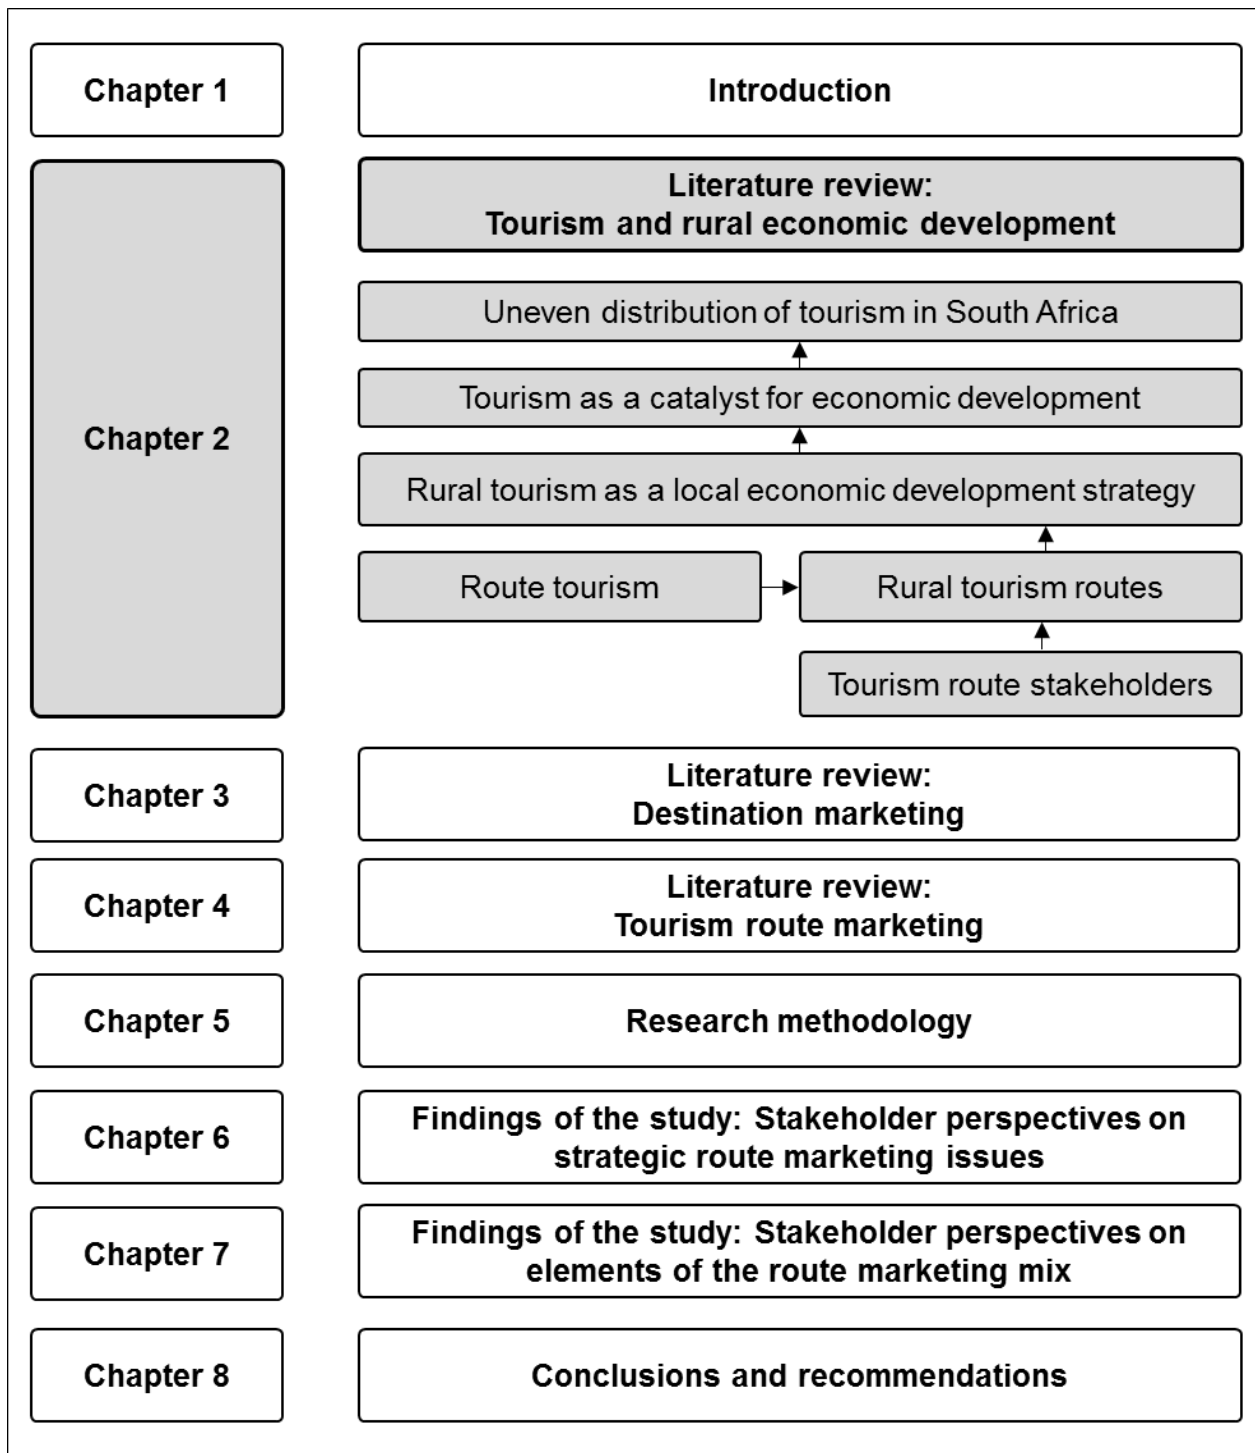 Chapter 1
Introduction
Chapter 2
Literature review:
Tourism and rural economic development
Uneven distribution of tourism in South Africa
Tourism as a catalyst for economic development
Rural tourism as a local economic development strategy
Route tourism
Rural tourism routes
Tourism route stakeholders
Chapter 3
Literature review:
Destination marketing
Chapter 4
Literature review:
Tourism route marketing
Chapter 5
Research methodology
Chapter 6
Findings of the study: Stakeholder perspectives on
strategic route marketing issues
Chapter 7
Findings of the study: Stakeholder perspectives on
elements of the route marketing mix
Chapter 8
Conclusions and recommendations